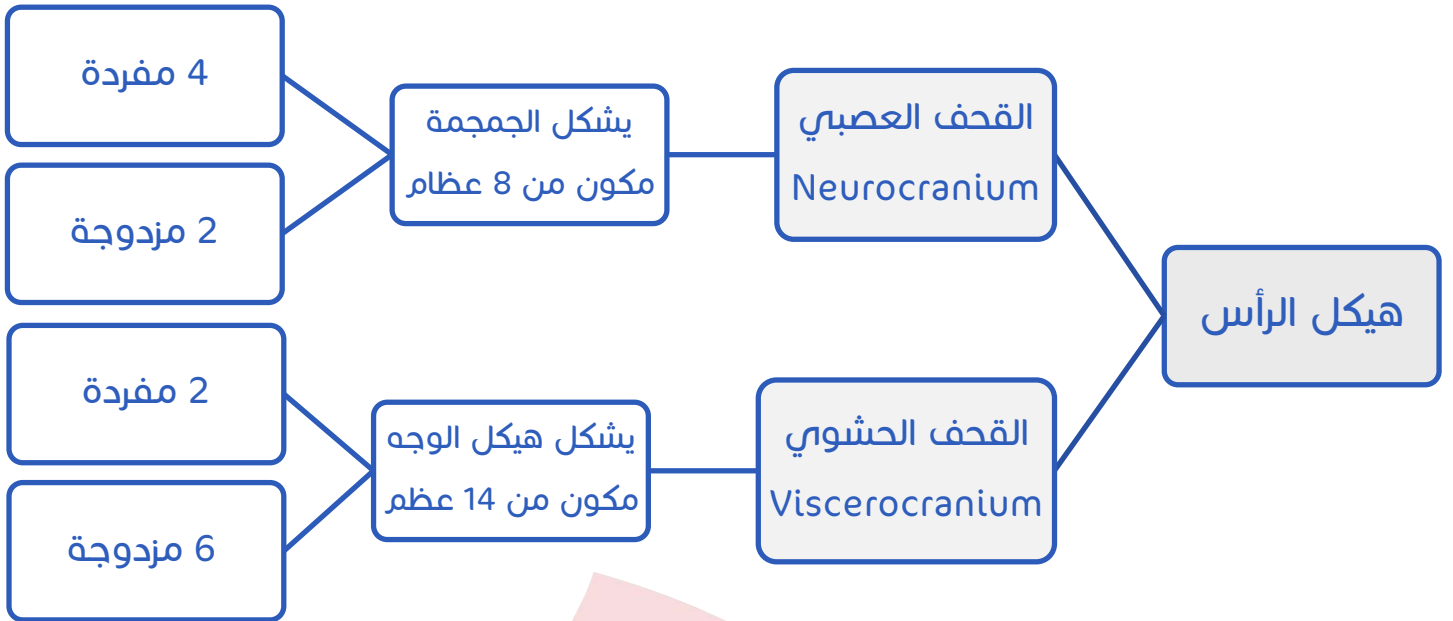 هيكل الرأس
القحف العصبي
Neurocranium
يشكل الجمجمة
مكون من 8 عظام
4 مفردة
2 مزدوجة
القحف الحشوي
Viscerocranium
يشكل هيكل الوجه
مكون من 14 عظم
2 مفردة
6 مزدوجة